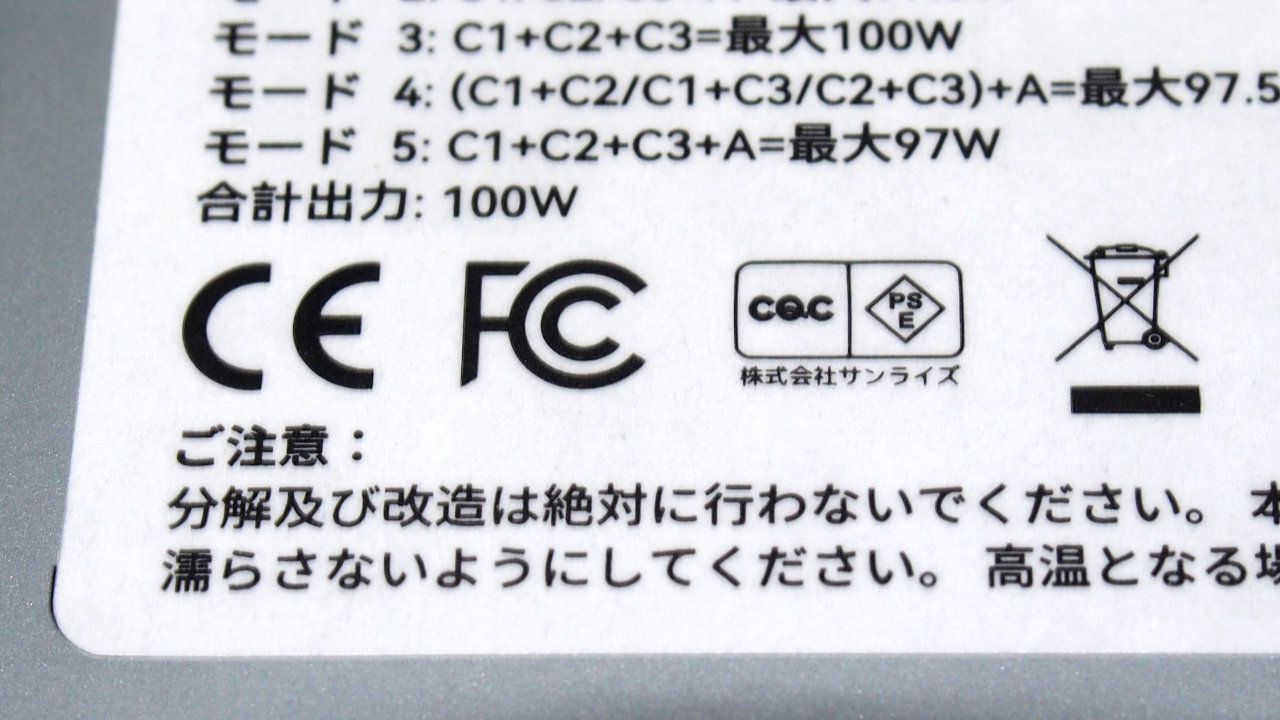 モード 3: C1+C2+C3=最大100W
モード 4: (C1+C2/C1+C3/C2+C3)+A=最大97.5
モード 5: C1+C2+C3+A=最大97W
合計出力: 100W
CE FC CQC PSE
株式会社サンライズ
ご注意：
分解及び改造は絶対に行わないでください。 本
濡らさないようにしてください。 高温となる場